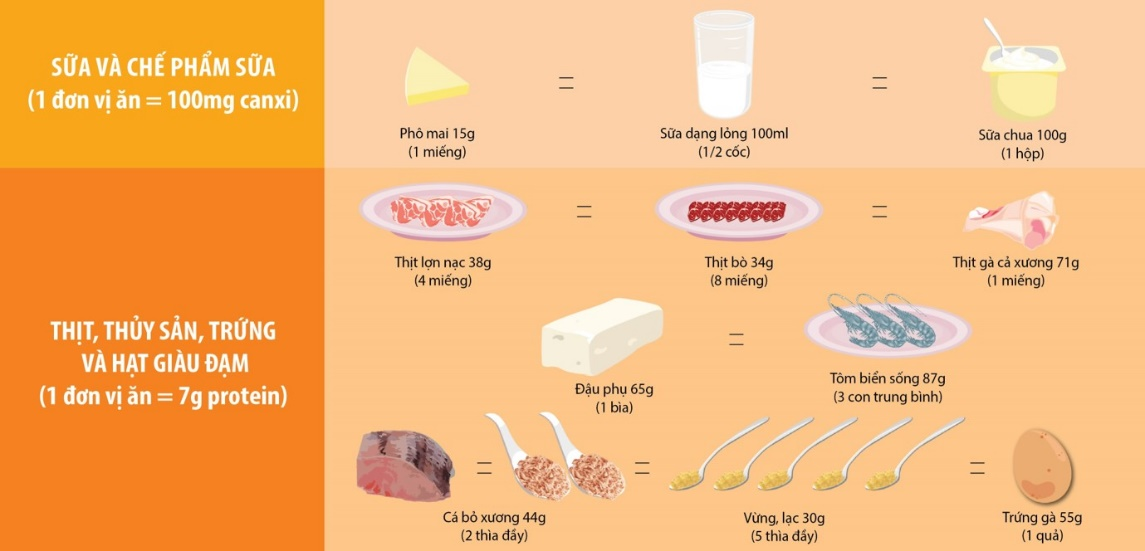 SỮA VÀ CHẾ PHẨM SỮA
(1 đơn vị ăn = 100mg canxi)
=
=
Phô mai 15g
(1 miếng)
Sữa dạng lỏng 100ml
(1/2 cốc)
Sữa chua 100g
(1 hộp)
THỊT, THỦY SẢN, TRỨNG
VÀ HẠT GIÀU ĐẠM
(1 đơn vị ăn = 7g protein)
=
=
Thịt lợn nạc 38g
(4 miếng)
Thịt bò 34g
(8 miếng)
Thịt gà cả xương 71g
(1 miếng)
=
Đậu phụ 65g
(1 bìa)
Tôm biển sống 87g
(3 con trung bình)
=
=
=
Cá bỏ xương 44g
(2 thìa đầy)
Vừng, lạc 30g
(5 thìa đầy)
Trứng gà 55g
(1 quả)